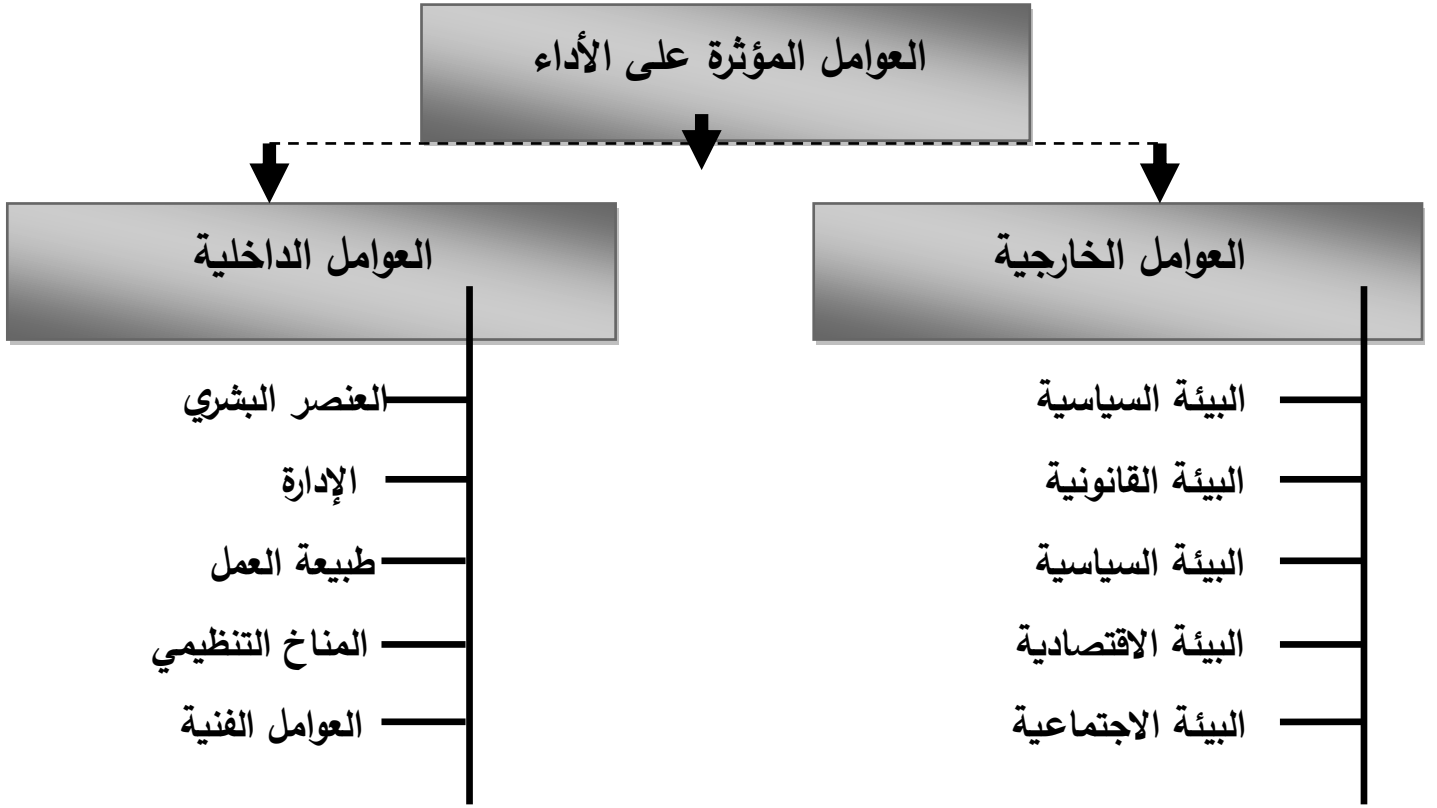 العوامل المؤثرة على الأداء
العوامل الخارجية
البيئة السياسية
البيئة القانونية
البيئة السياسية
البيئة الاقتصادية
البيئة الاجتماعية
العوامل الداخلية
العنصر البشري
الإدارة
طبيعة العمل
المناخ التنظيمي
العوامل الفنية